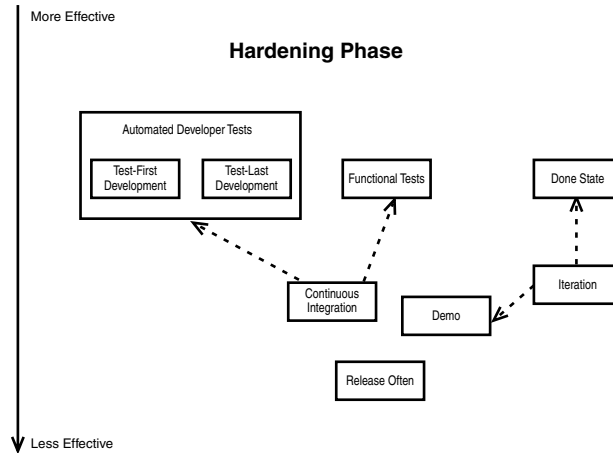 More Effective
Hardening Phase
Automated Developer Tests
Test-First
Development
Test-Last
Development
Functional Tests
Done State
Continuous
Integration
Iteration
Demo
Release Often
Less Effective